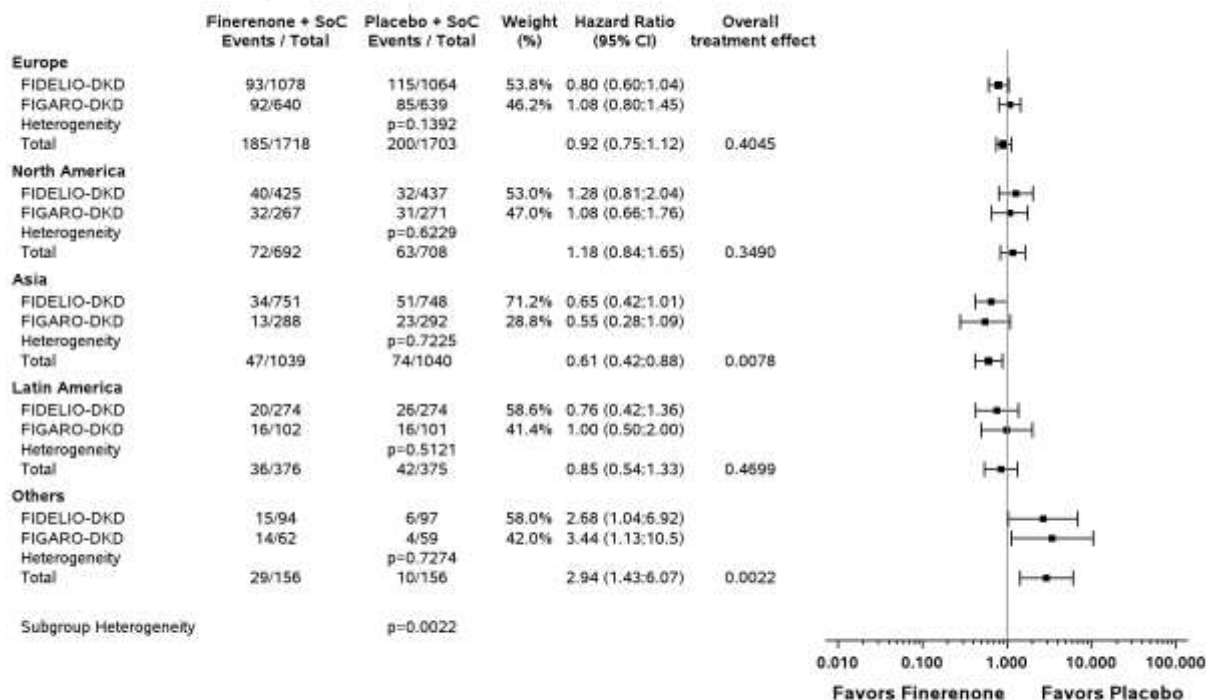 Finerenone + SoC Placebo + SoC Weight Hazard Ratio Overall
Events / Total Events / Total (%) (95% CI) treatment effect
Europe
FIDELIO-DKD 93/1078 115/1064 53.8% 0.80 (0.60;1.04)
FIGARO-DKD 92/640 85/639 46.2% 1.08 (0.80;1.45)
Heterogeneity p=0.1392
Total 185/1718 200/1703 0.92 (0.75;1.12) 0.4045
North America
FIDELIO-DKD 40/425 32/437 53.0% 1.28 (0.81;2.04)
FIGARO-DKD 32/267 31/271 47.0% 1.08 (0.66;1.76)
Heterogeneity p=0.6229
Total 72/692 63/708 1.18 (0.84;1.65) 0.3490
Asia
FIDELIO-DKD 34/751 51/748 71.2% 0.65 (0.42;1.01)
FIGARO-DKD 13/288 23/292 28.8% 0.55 (0.28;1.09)
Heterogeneity p=0.7225
Total 47/1039 74/1040 0.61 (0.42;0.88) 0.0078
Latin America
FIDELIO-DKD 20/274 26/274 58.6% 0.76 (0.42;1.36)
FIGARO-DKD 16/102 16/101 41.4% 1.00 (0.50;2.00)
Heterogeneity p=0.5121
Total 36/376 42/375 0.85 (0.54;1.33) 0.4699
Others
FIDELIO-DKD 15/94 6/97 58.0% 2.68 (1.04;6.92)
FIGARO-DKD 14/62 4/59 42.0% 3.44 (1.13;10.5)
Heterogeneity p=0.7274
Total 29/156 10/156 2.94 (1.43;6.07) 0.0022
Subgroup Heterogeneity p=0.0022
0.010 0.100 1.000 10.000 100.000
Favors Finerenone Favors Placebo